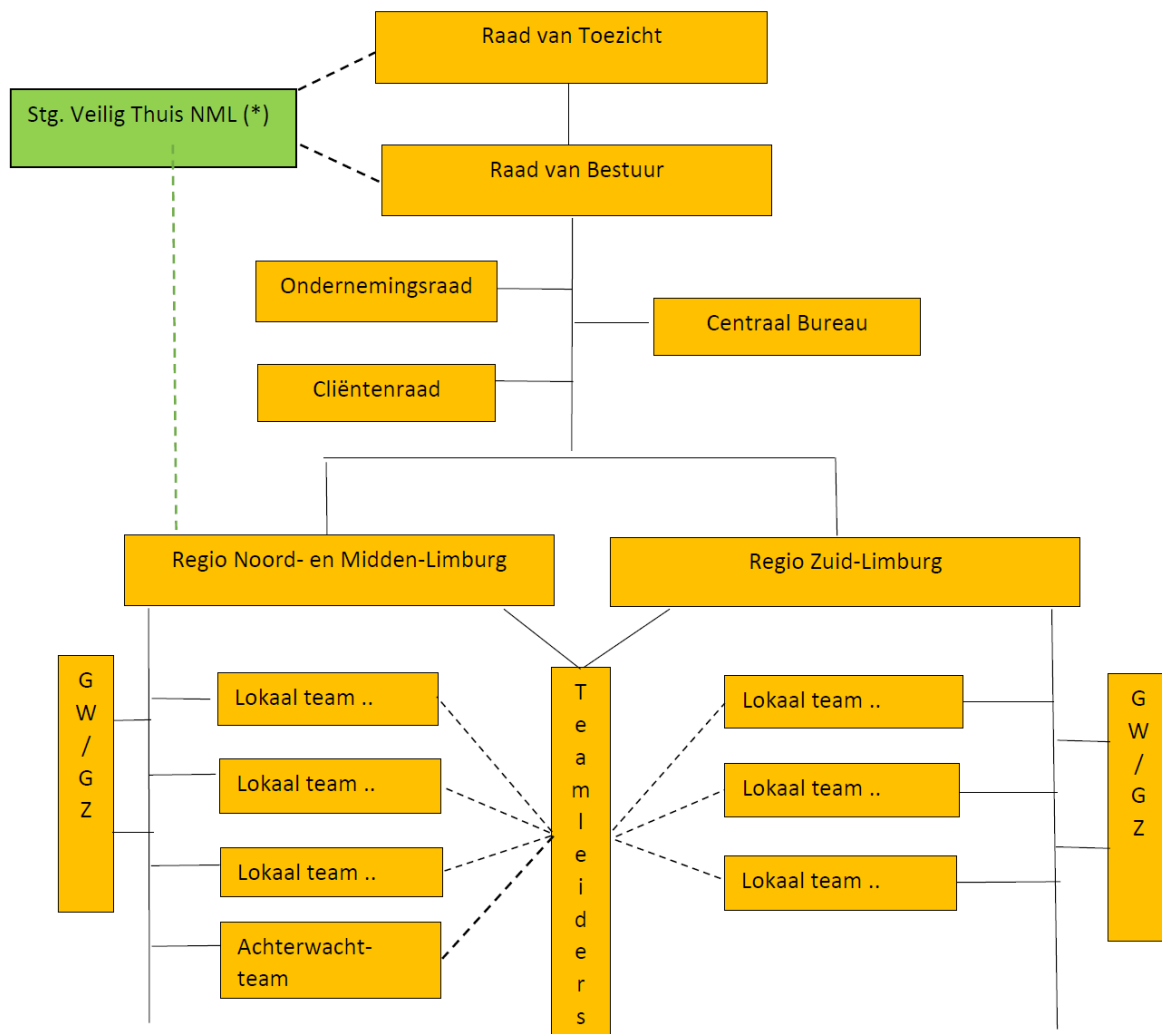 Raad van Toezicht
Stg. Veilig Thuis NML (*)
Raad van Bestuur
Ondernemingsraad
Centraal Bureau
Cliëntenraad
Regio Noord- en Midden-Limburg
Regio Zuid-Limburg
G
W
/
G
Z
Lokaal team ..
Lokaal team ..
Lokaal team ..
Achterwacht-
team
T
e
a
m
l
e
i
d
e
r
s
Lokaal team ..
Lokaal team ..
Lokaal team ..
G
W
/
G
Z